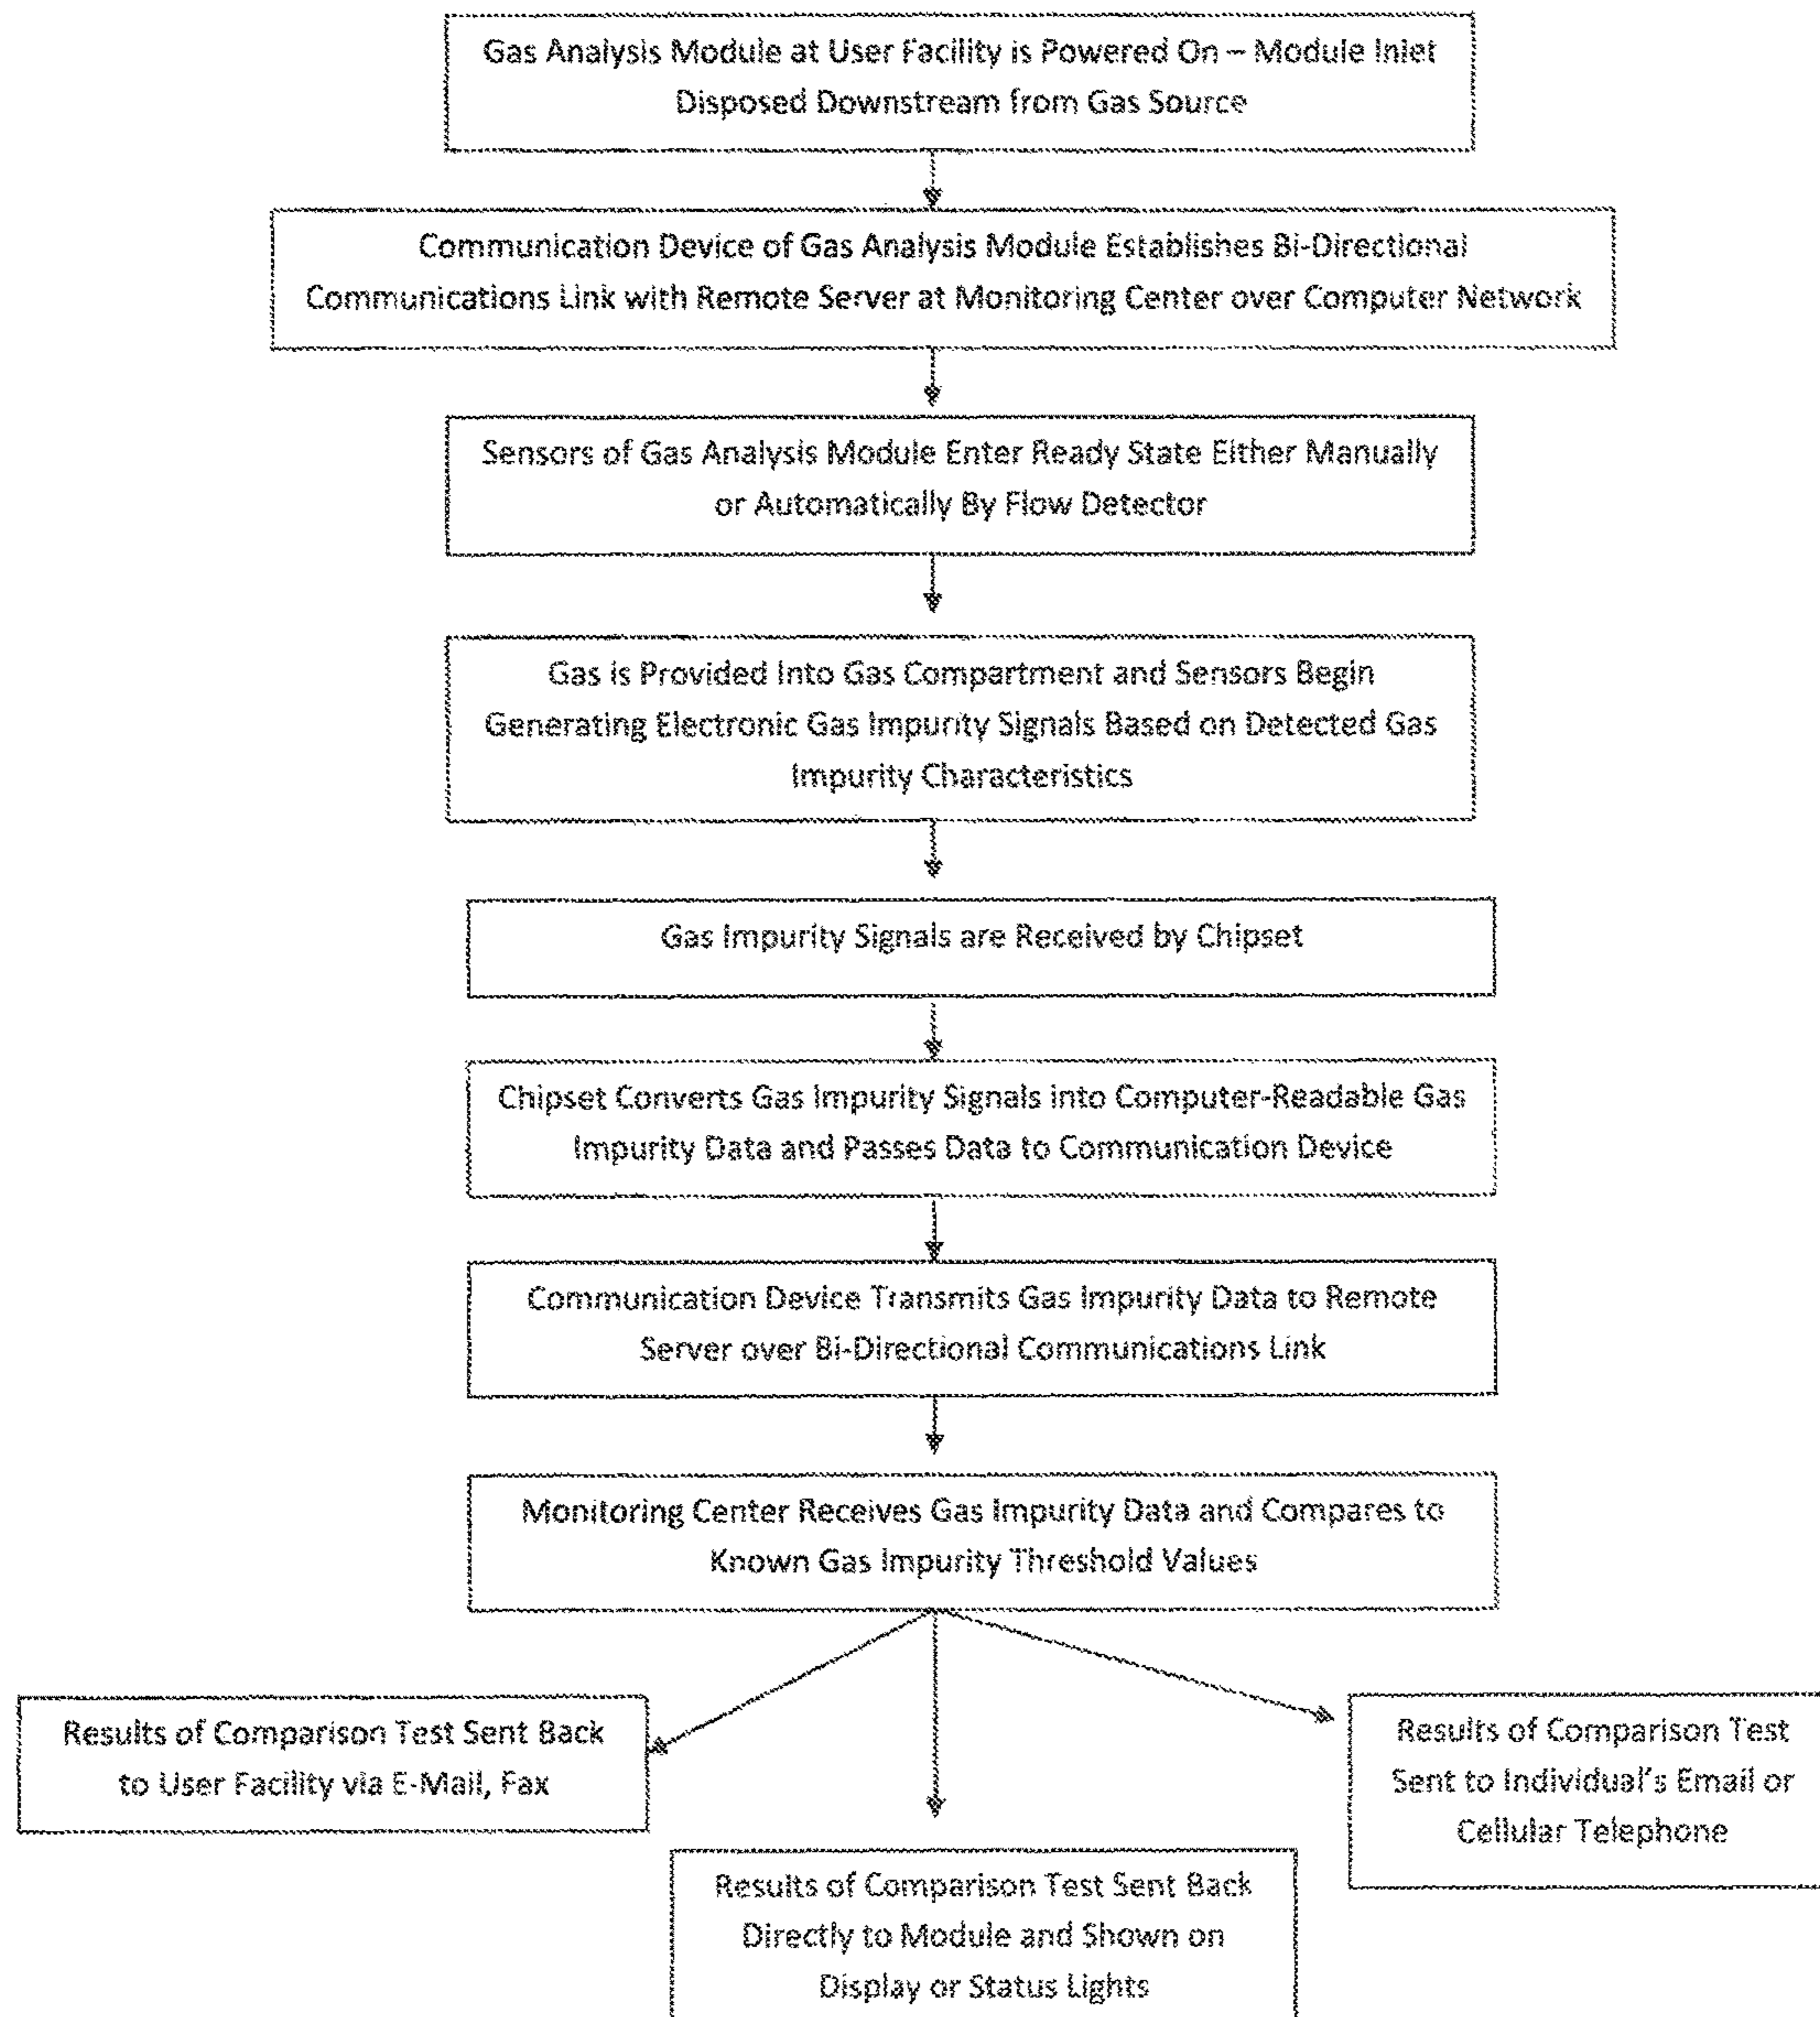 Gas Analysis Module at User Facility is Powered On – Module Inlet
Disposed Downstream from Gas Source
Communication Device of Gas Analysis Module Establishes Bi-Directional
Communications Link with Remote Server at Monitoring Center over Computer Network
Sensors of Gas Analysis Module Enter Ready State Either Manually
or Automatically By Flow Detector
Gas is Provided Into Gas Compartment and Sensors Begin
Generating Electronic Gas Impurity Signals Based on Detected Gas
Impurity Characteristics
Gas Impurity Signals are Received by Chipset
Chipset Converts Gas Impurity Signals into Computer-Readable Gas
Impurity Data and Passes Data to Communication Device
Communication Device Transmits Gas Impurity Data to Remote
Server over Bi-Directional Communications Link
Monitoring Center Receives Gas Impurity Data and Compares to
Known Gas Impurity Threshold Values
Results of Comparison Test Sent Back
to User Facility via E-Mail, Fax
Results of Comparison Test Sent Back
Directly to Module and Shown on
Display or Status Lights
Results of Comparison Test
Sent to Individual's Email or
Cellular Telephone